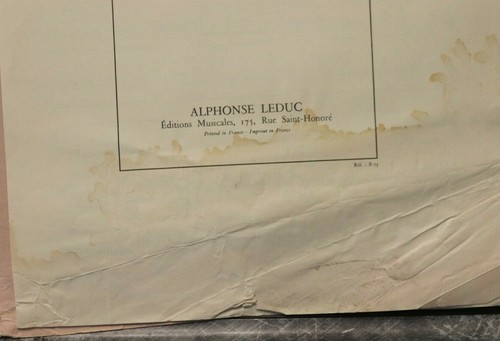 ALPHONSE LEDUC
Éditions Musicales, 175, Rue Saint-Honoré
Printed in France - Imprimé en France